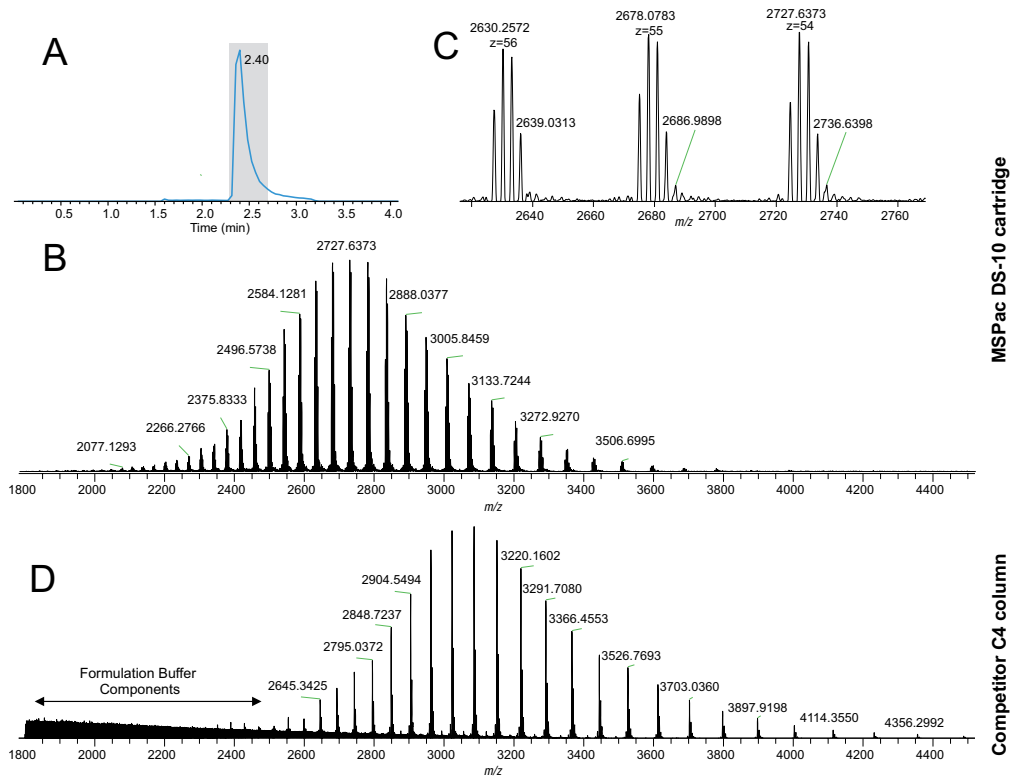 A
2.40
0.5 1.0 1.5 2.0 2.5 3.0 3.5 4.0
Time (min)
C
2630.2572
z=56
2639.0313
2678.0783
z=55
2686.9898
2727.6373
z=54
2736.6398
2640 2660 2680 2700 2720 2740 2760
m/z
MSPac DS-10 cartridge
B
2077.1293
2266.2766
2375.8333
2496.5738
2584.1281
2727.6373
2888.0377
3005.8459
3133.7244
3272.9270
3506.6995
1800 2000 2200 2400 2600 2800 3000 3200 3400 3600 3800 4000 4200 4400
m/z
D
Formulation Buffer
Components
2645.3425
2795.0372
2848.7237
2904.5494
3220.1602
3291.7080
3366.4553
3526.7693
3703.0360
3897.9198
4114.3550
4356.2992
1800 2000 2200 2400 2600 2800 3000 3200 3400 3600 3800 4000 4200 4400
m/z
Competitor C4 column